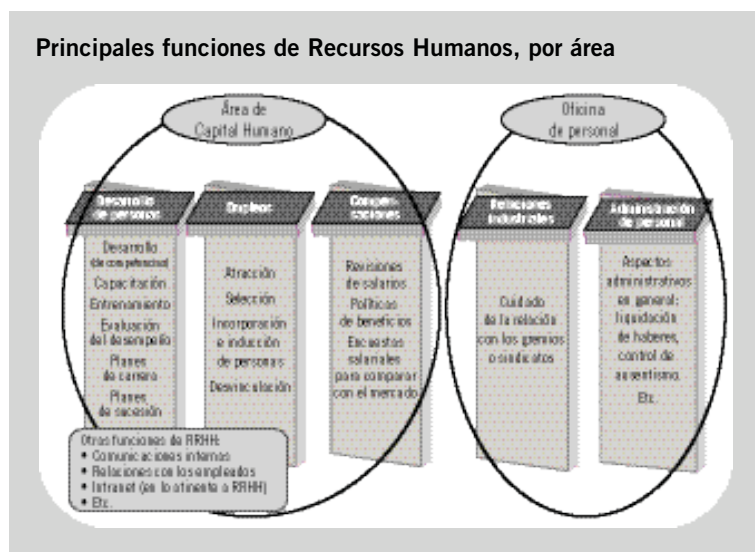 Principales funciones de Recursos Humanos, por área
Área de
Capital Humano
Oficina
de personal
Desarrollo
de personas
Empleos
Compen-
saciones
Relaciones
industriales
Administración
de personal
Desarrollo
(de competencias)
Capacitación
Entrenamiento
Evaluación
del desempeño
Planes
de carrera
Planes
de sucesión
Atracción
Selección
Incorporación
e inducción
de personas
Desvinculación
Revisiones
de salarios
Políticas
de beneficios
Encuestas
salariales
para comparar
con el mercado
Cuidado
de la relación
con los gremios
o sindicatos
Aspectos
administrativos
en general:
liquidación
de haberes,
control de
ausentismo.
Etc.
Otras funciones de RRHH:
• Comunicaciones internas
• Relaciones con los empleados
• Intranet (en lo atinente a RRHH)
• Etc.